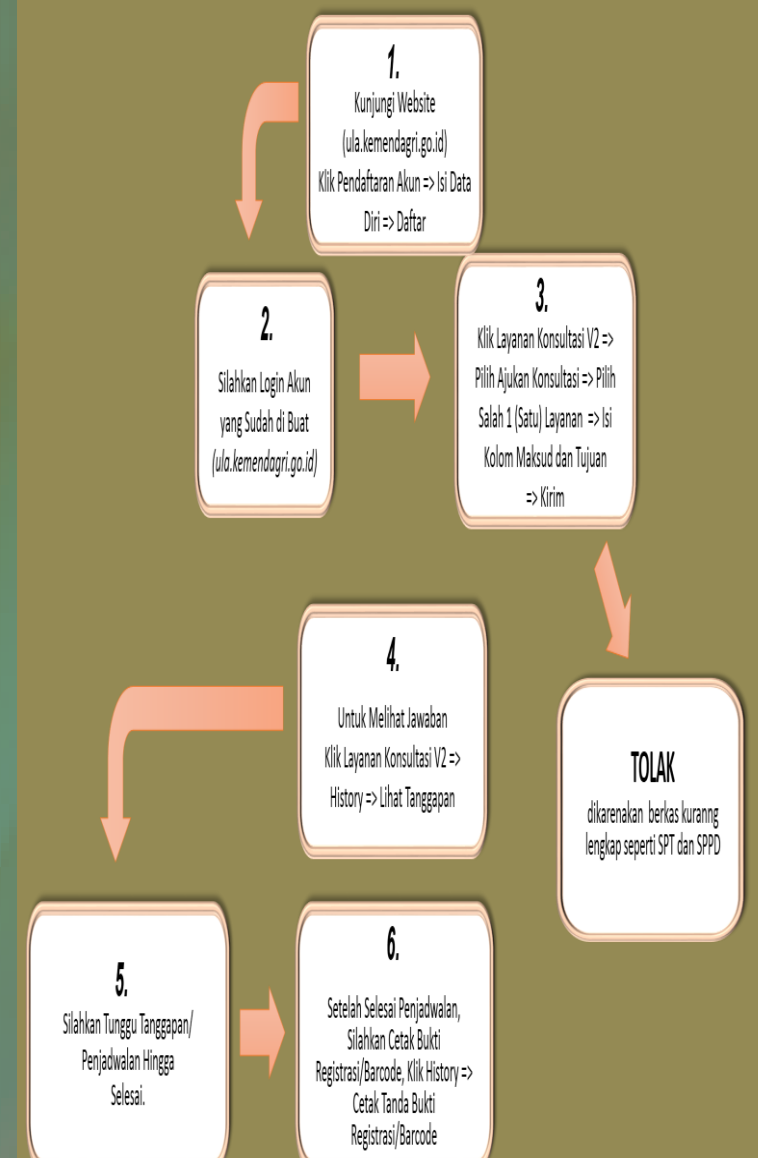 1.
Kunjungi Website
(ula.kemendagri.go.id)
Klik Pendaftaran Akun => Isi Data
Diri => Daftar
2.
Silahkan Login Akun
yang Sudah di Buat
(ula.kemendagri.go.id)
3.
Klik Layanan Konsultasi V2 =>
Pilih Ajukan Konsultasi => Pilih
Salah 1 (Satu) Layanan => Isi
Kolom Maksud dan Tujuan
=> Kirim
4.
Untuk Melihat Jawaban
Klik Layanan Konsultasi V2 =>
History => Lihat Tanggapan
TOLAK
dikarenakan berkas kuranng
lengkap seperti SPT dan SPPD
5.
Silahkan Tunggu Tanggapan/
Penjadwalan Hingga
Selesai.
6.
Setelah Selesai Penjadwalan,
Silahkan Cetak Bukti
Registrasi/Barcode, Klik History =>
Cetak Tanda Bukti
Registrasi/Barcode